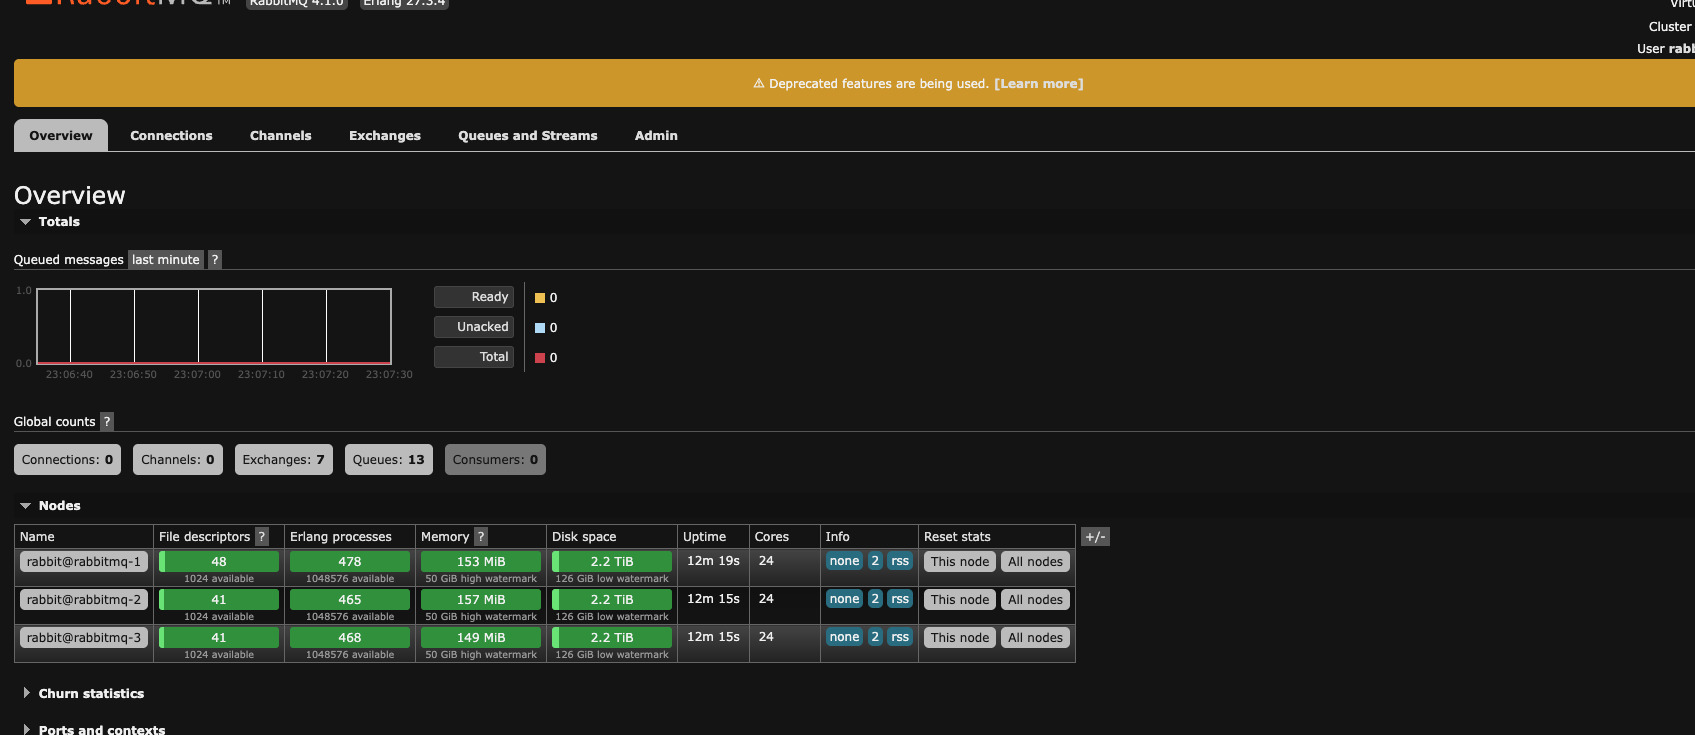 RabbitMQ TM RabbitMQ 4.1.0 Erlang 27.3.4
Cluster
User rabb
⚠ Deprecated features are being used. [Learn more]
Overview Connections Channels Exchanges Queues and Streams Admin
Overview
Totals
Queued messages last minute ?
1.0
0.0
23:06:40 23:06:50 23:07:00 23:07:10 23:07:20 23:07:30
Ready 0
Unacked 0
Total 0
Global counts ?
Connections: 0 Channels: 0 Exchanges: 7 Queues: 13 Consumers: 0
Nodes
Name File descriptors ? Erlang processes Memory ? Disk space Uptime Cores Info Reset stats +/-
rabbit@rabbitmq-1 48 478 153 MiB 2.2 TiB 12m 19s 24 none 2 rss This node All nodes
1024 available 1048576 available 50 GiB high watermark 126 GiB low watermark
rabbit@rabbitmq-2 41 465 157 MiB 2.2 TiB 12m 15s 24 none 2 rss This node All nodes
1024 available 1048576 available 50 GiB high watermark 126 GiB low watermark
rabbit@rabbitmq-3 41 468 149 MiB 2.2 TiB 12m 15s 24 none 2 rss This node All nodes
1024 available 1048576 available 50 GiB high watermark 126 GiB low watermark
Churn statistics
Ports and contexts